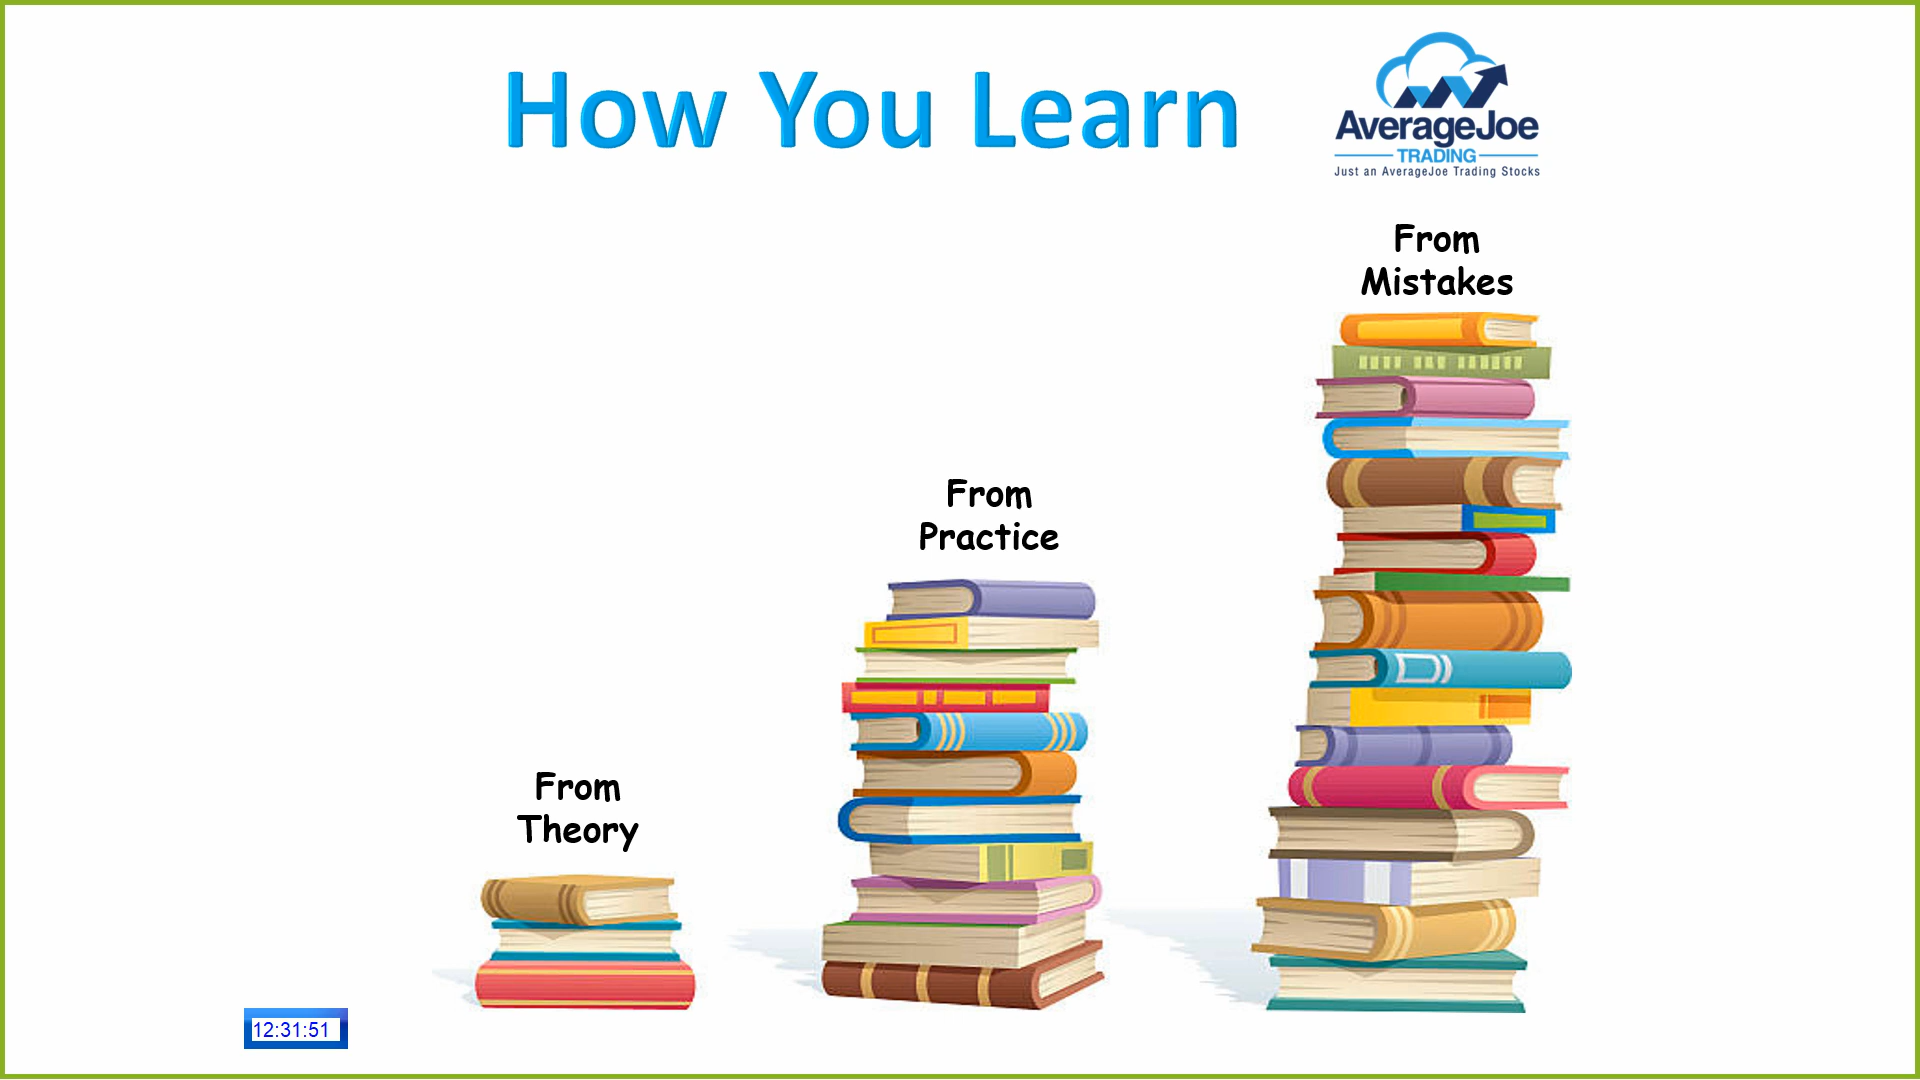 How You Learn
AverageJoe
TRADING
Just an AverageJoe Trading Stocks
From
Mistakes
From
Practice
From
Theory
12:31:51